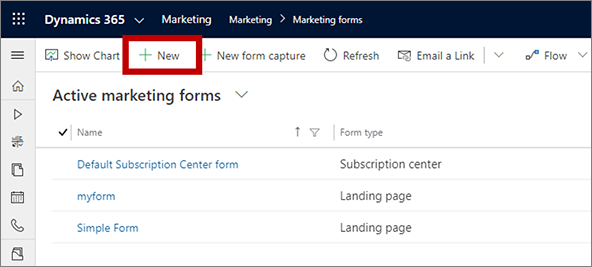 Dynamics 365 Marketing Marketing > Marketing forms
Show Chart + New + New form capture Refresh Email a Link Flow
Active marketing forms
Name Form type
Default Subscription Center form Subscription center
myform Landing page
Simple Form Landing page